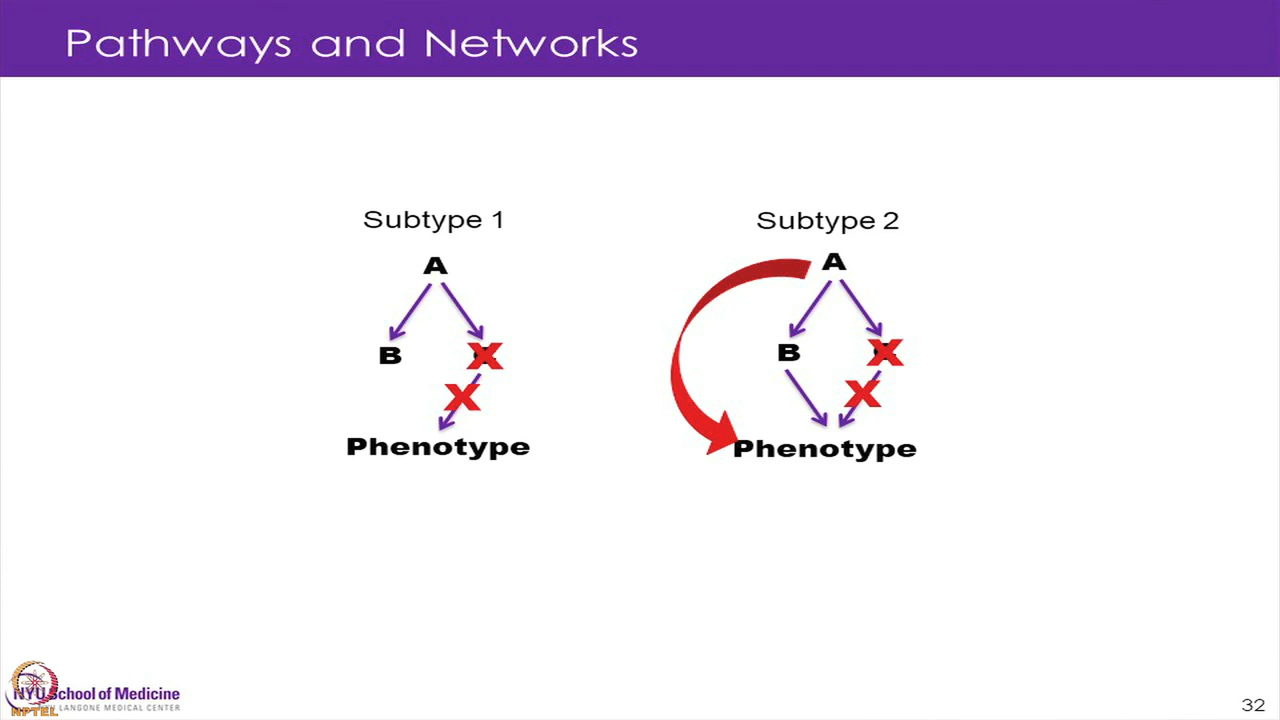 Pathways and Networks
Subtype 1
Subtype 2
A
A
B
B
Phenotype
Phenotype
NYU School of Medicine
LANGONE MEDICAL CENTER
NPTEL
32